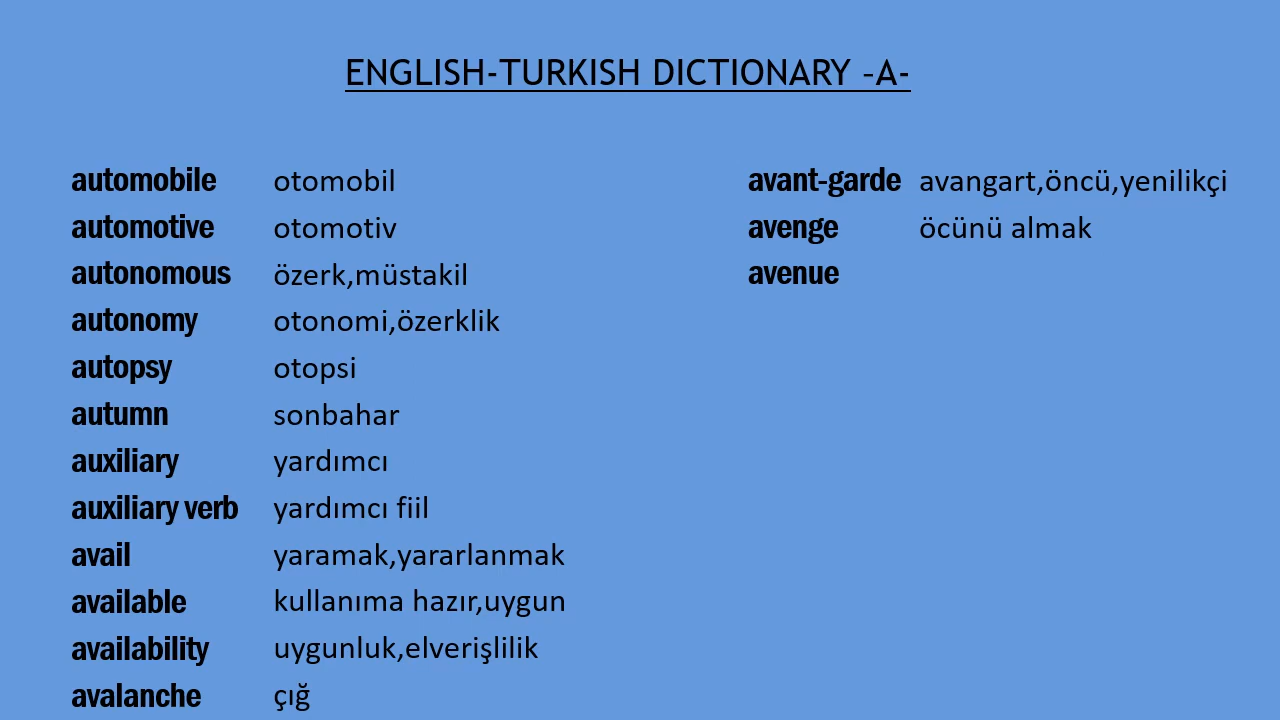 ENGLISH-TURKISH DICTIONARY –A-
automobile otomobil
automotive otomotiv
autonomous özerk,müstakil
autonomy otonomi,özerklik
autopsy otopsi
autumn sonbahar
auxiliary yardımcı
auxiliary verb yardımcı fiil
avail yaramak,yararlanmak
available kullanıma hazır,uygun
availability uygunluk,elverişlilik
avalanche çığ
avant-garde avangart,öncü,yenilikçi
avenge öcünü almak
avenue